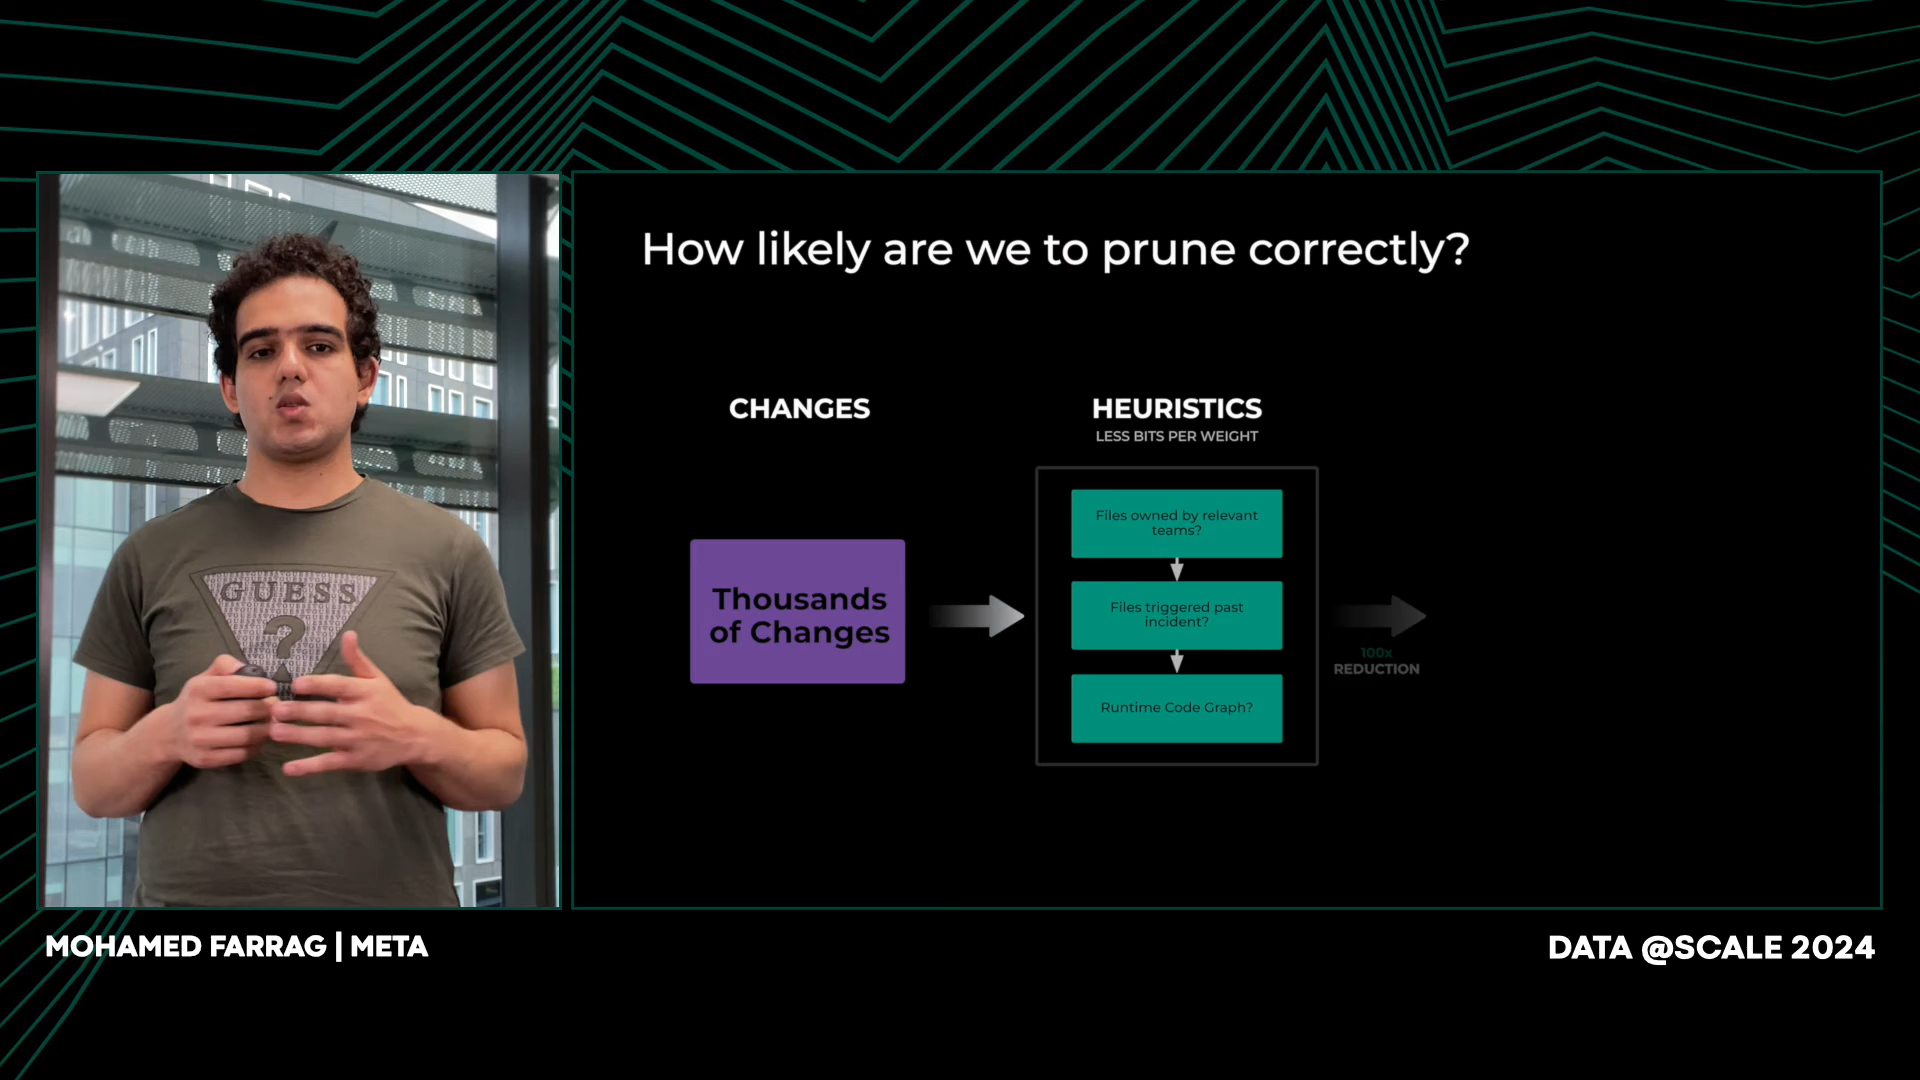 How likely are we to prune correctly?
CHANGES
HEURISTICS
LESS BITS PER WEIGHT
Thousands
of Changes
Files owned by relevant
teams?
Files triggered past
incident?
Runtime Code Graph?
100x
REDUCTION
GUESS
?
MOHAMED FARRAG | META
DATA @SCALE 2024